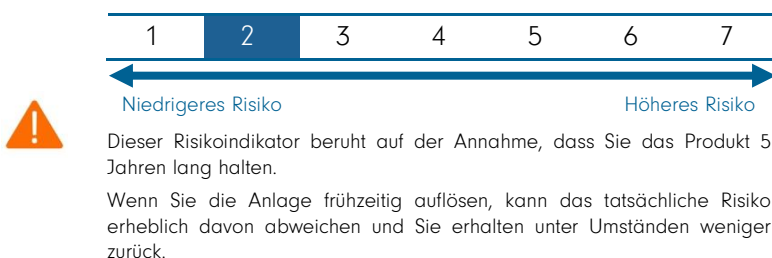 1 2 3 4 5 6 7
Niedrigeres Risiko Höheres Risiko
Dieser Risikoindikator beruht auf der Annahme, dass Sie das Produkt 5
Jahren lang halten.
Wenn Sie die Anlage frühzeitig auflösen, kann das tatsächliche Risiko
erheblich davon abweichen und Sie erhalten unter Umständen weniger
zurück.